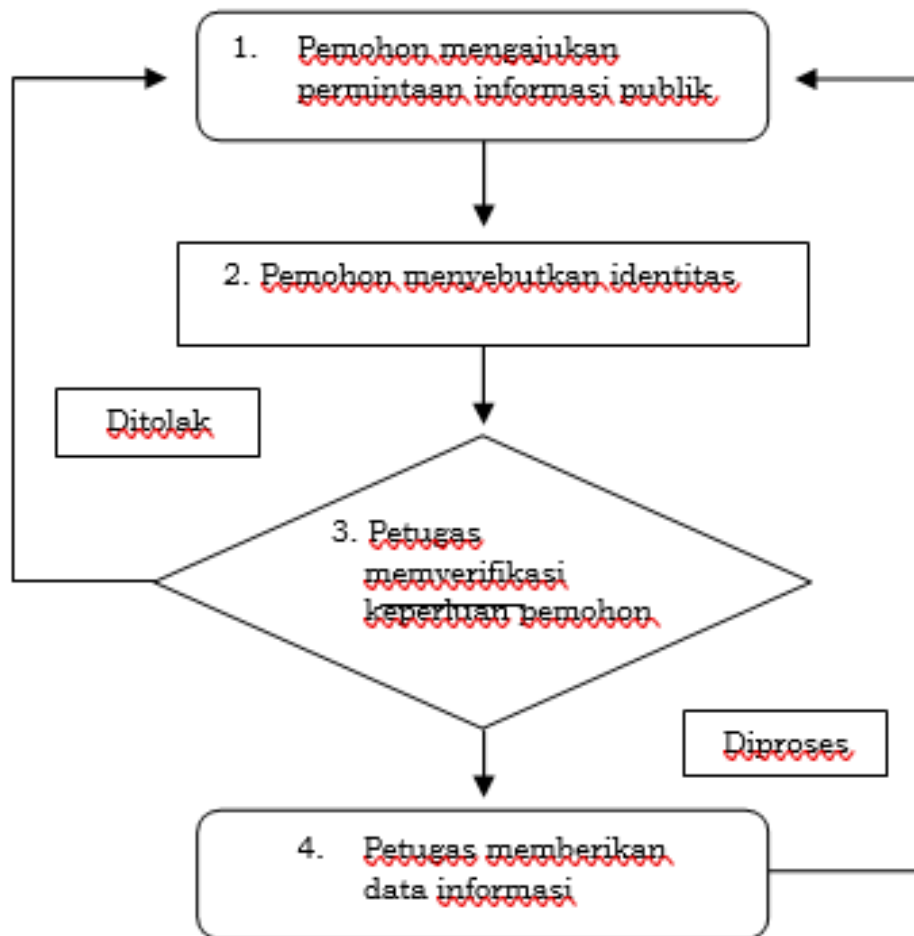 1. Pemohon mengajukan
permintaan informasi publik
2. Pemohon menyebutkan identitas
Ditolak
3. Petugas
memverifikasi
keperluan pemohon
Diproses
4. Petugas memberikan
data informasi